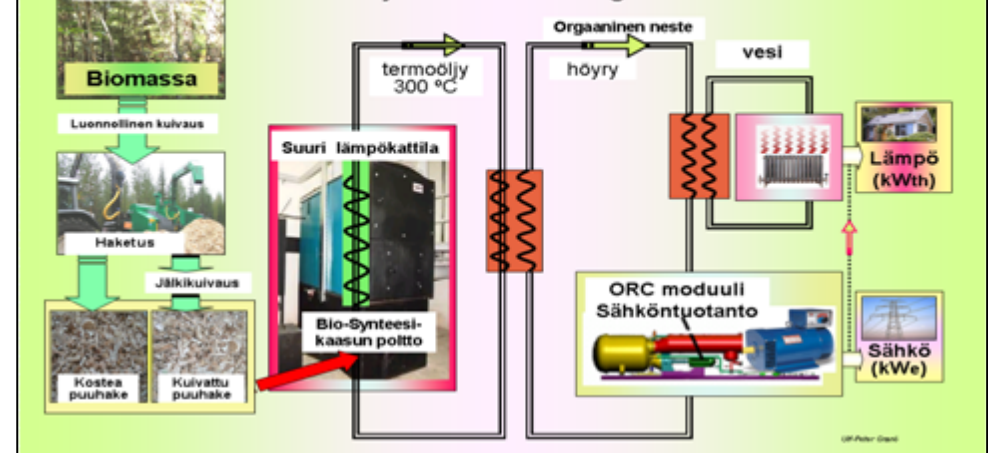 Biomassa
Luonnollinen kuivaus
Haketus
Jälkikuivaus
Kostea
puuhake
Kuivattu
puuhake
Suuri lämpökattila
Bio-Synteesi-
kaasun poltto
termoöljy
300 ºC
Orgaaninen neste
höyry
vesi
Lämpö
(kWth)
ORC moduuli
Sähköntuotanto
Sähkö
(kWe)